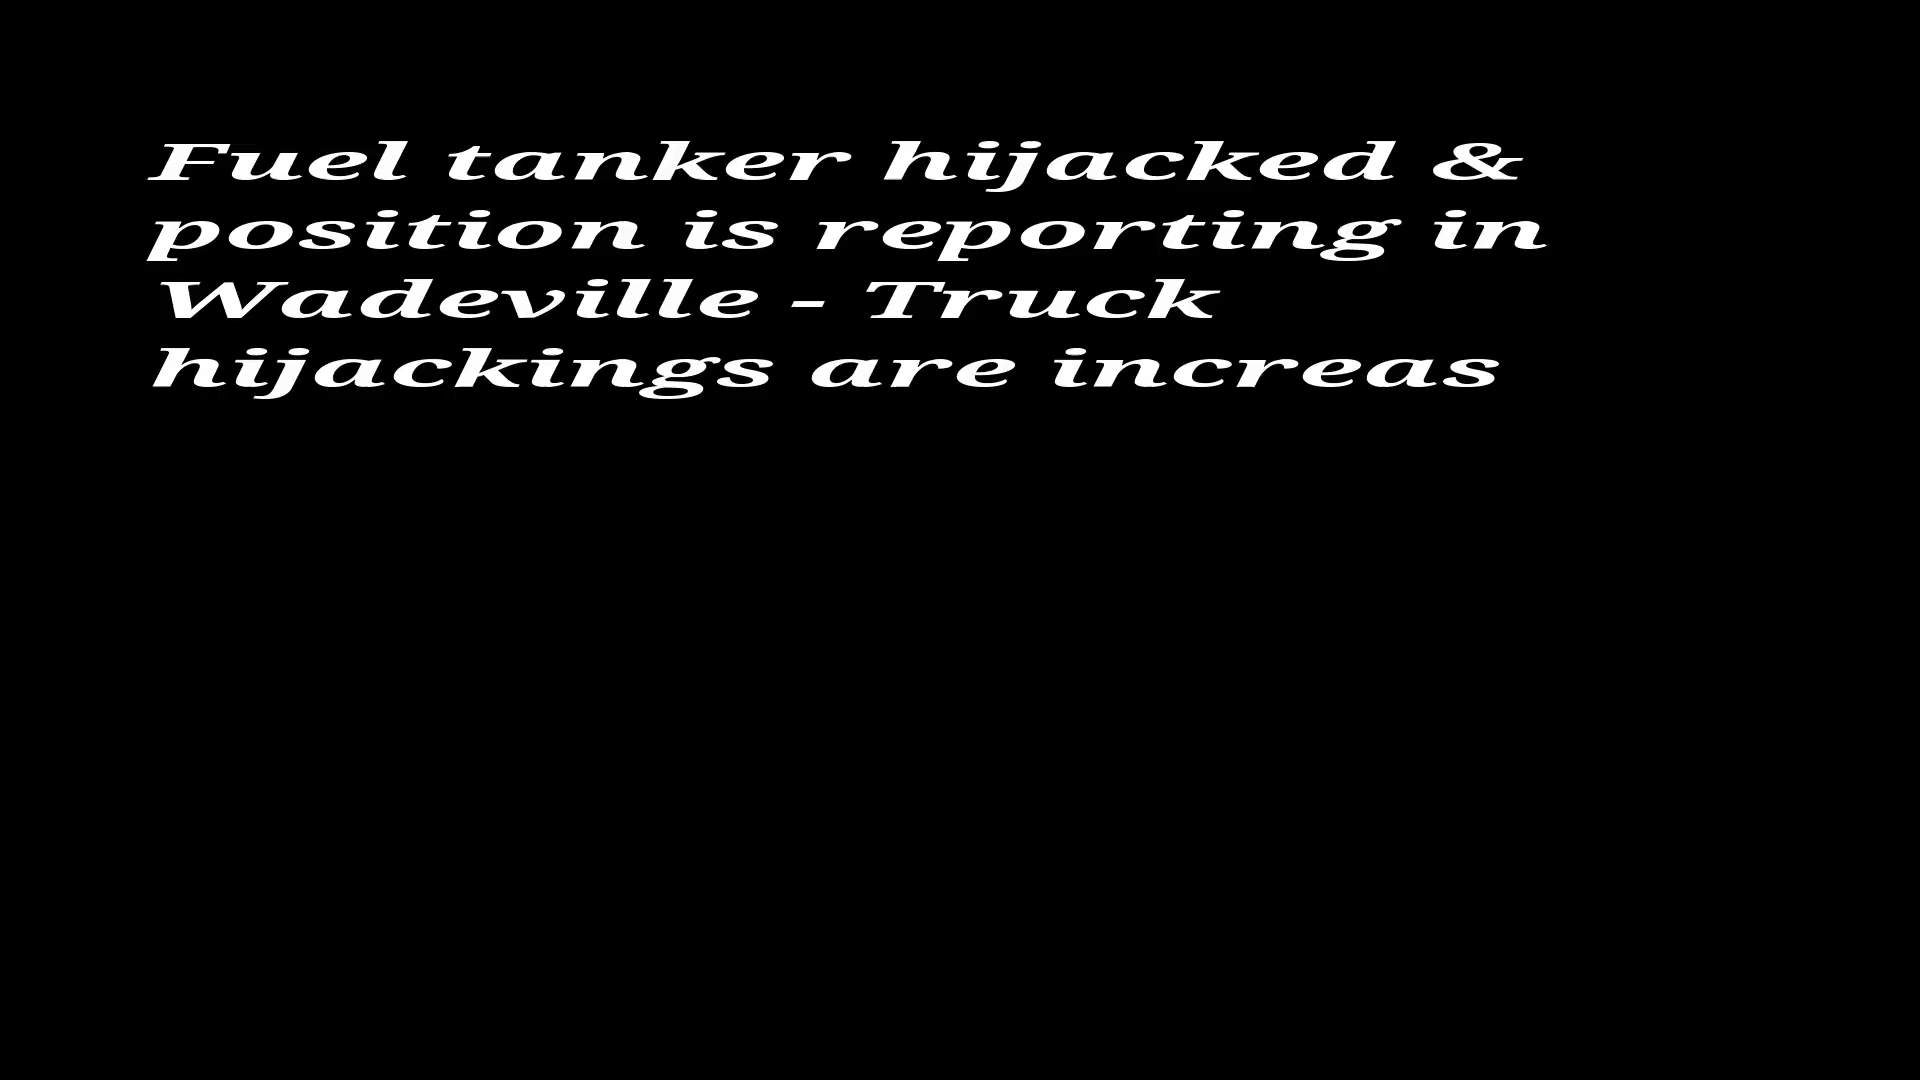 Fuel tanker hijacked &
position is reporting in
Wadeville - Truck
hijackings are increas